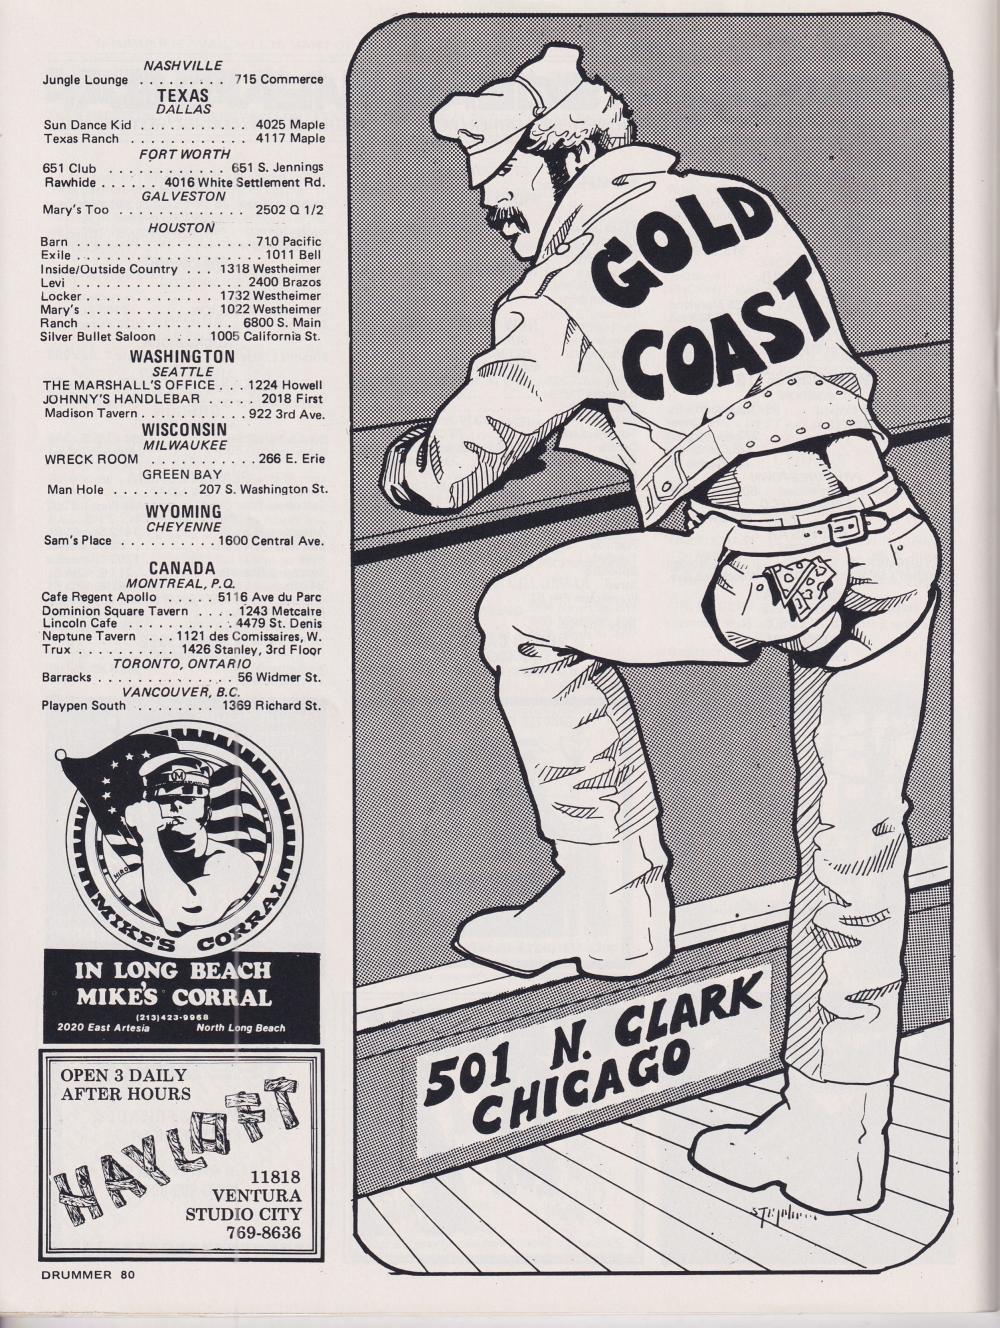 NASHVILLE
Jungle Lounge . . . . . . . . . 715 Commerce
TEXAS
DALLAS
Sun Dance Kid . . . . . . . . . . . 4025 Maple
Texas Ranch . . . . . . . . . . . . 4117 Maple
FORT WORTH
651 Club . . . . . . . . . . . 651 S. Jennings
Rawhide . . . . . . 4016 White Settlement Rd.
GALVESTON
Mary's Too . . . . . . . . . . . . . 2502 Q 1/2
HOUSTON
Barn . . . . . . . . . . . . . . . . . . 710 Pacific
Exile . . . . . . . . . . . . . . . . . . . 1011 Bell
Inside/Outside Country . . . 1318 Westheimer
Levi . . . . . . . . . . . . . . . . . 2400 Brazos
Locker . . . . . . . . . . . . . 1732 Westheimer
Mary's . . . . . . . . . . . . . 1022 Westheimer
Ranch . . . . . . . . . . . . . . . . 6800 S. Main
Silver Bullet Saloon . . . . 1005 California St.
WASHINGTON
SEATTLE
THE MARSHALL'S OFFICE . . . 1224 Howell
JOHNNY'S HANDLEBAR . . . . . 2018 First
Madison Tavern . . . . . . . . . . . 922 3rd Ave.
WISCONSIN
MILWAUKEE
WRECK ROOM . . . . . . . . . . . 266 E. Erie
GREEN BAY
Man Hole . . . . . . . . 207 S. Washington St.
WYOMING
CHEYENNE
Sam's Place . . . . . . . . . . 1600 Central Ave.
CANADA
MONTREAL, P.Q.
Cafe Regent Apollo . . . . . 5116 Ave du Parc
Dominion Square Tavern . . . . 1243 Metcalfe
Lincoln Cafe . . . . . . . . . . . 4479 St. Denis
Neptune Tavern . . . 1121 des Comissaires, W.
Trux . . . . . . . . . . 1426 Stanley, 3rd Floor
TORONTO, ONTARIO
Barracks . . . . . . . . . . . . . . 56 Widmer St.
VANCOUVER, B.C.
Playpen South . . . . . . . . 1369 Richard St.
M
MIKE'S CORRAL
IN LONG BEACH
MIKE'S CORRAL
(213)423-9968
2020 East Artesia North Long Beach
OPEN 3 DAILY
AFTER HOURS
HAYLOFT
11818
VENTURA
STUDIO CITY
769-8636
DRUMMER 80
GOLD
COAST
501 N. CLARK
CHICAGO